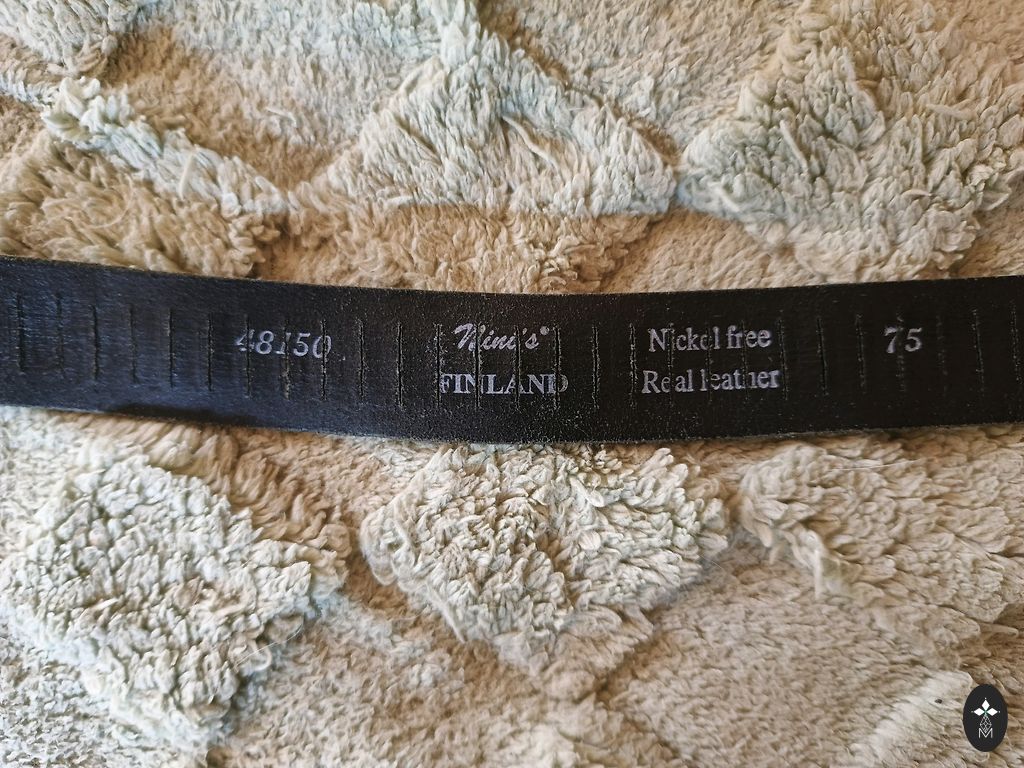 48150
Nini's®
FINLAND
Nickel free
Real leather
75
M